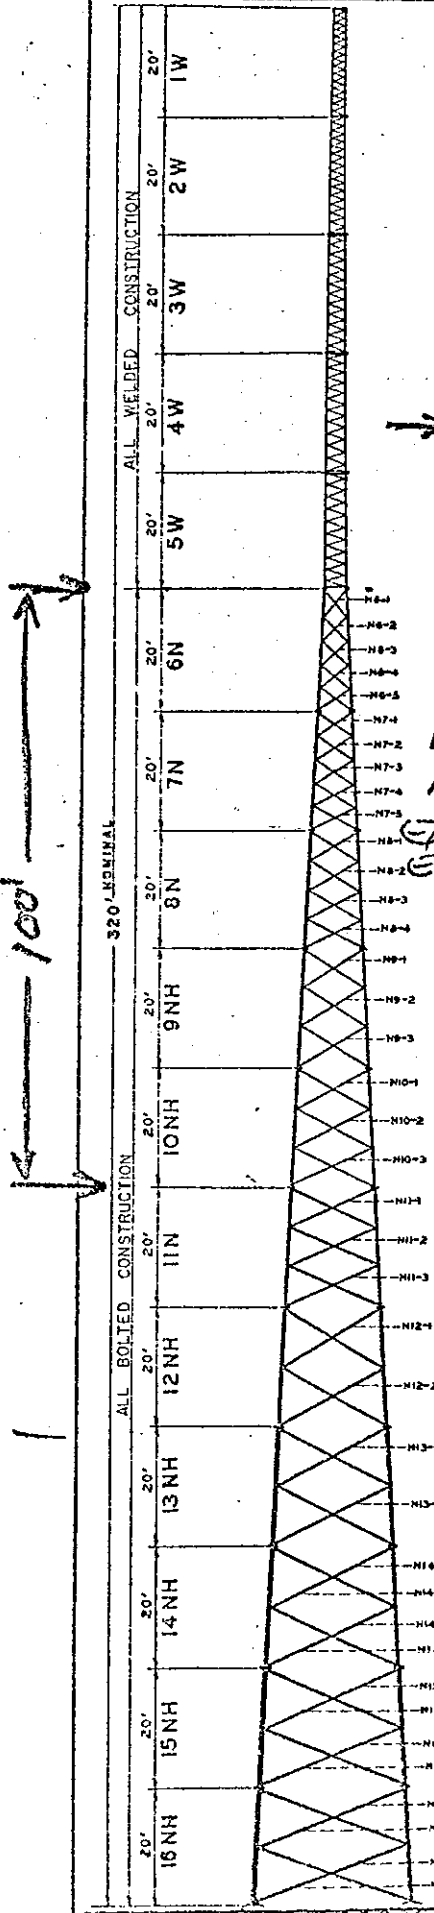 20'
1W
20'
2W
20'
3W
20'
4W
20'
5W
ALL WELDED CONSTRUCTION
20'
6N
20'
7N
20'
8N
20'
9NH
20'
10NH
20'
11N
20'
12NH
20'
13NH
20'
14NH
20'
15NH
20'
16NH
ALL BOLTED CONSTRUCTION
320' NOMINAL
100'
N6-1
N6-2
N6-3
N6-4
N6-5
N7-1
N7-2
N7-3
N7-4
N7-5
N8-1
N8-2
N8-3
N8-4
N9-1
N9-2
N9-3
N10-1
N10-2
N10-3
N11-1
N11-2
N11-3
N12-1
N12-2
N13-
N13-